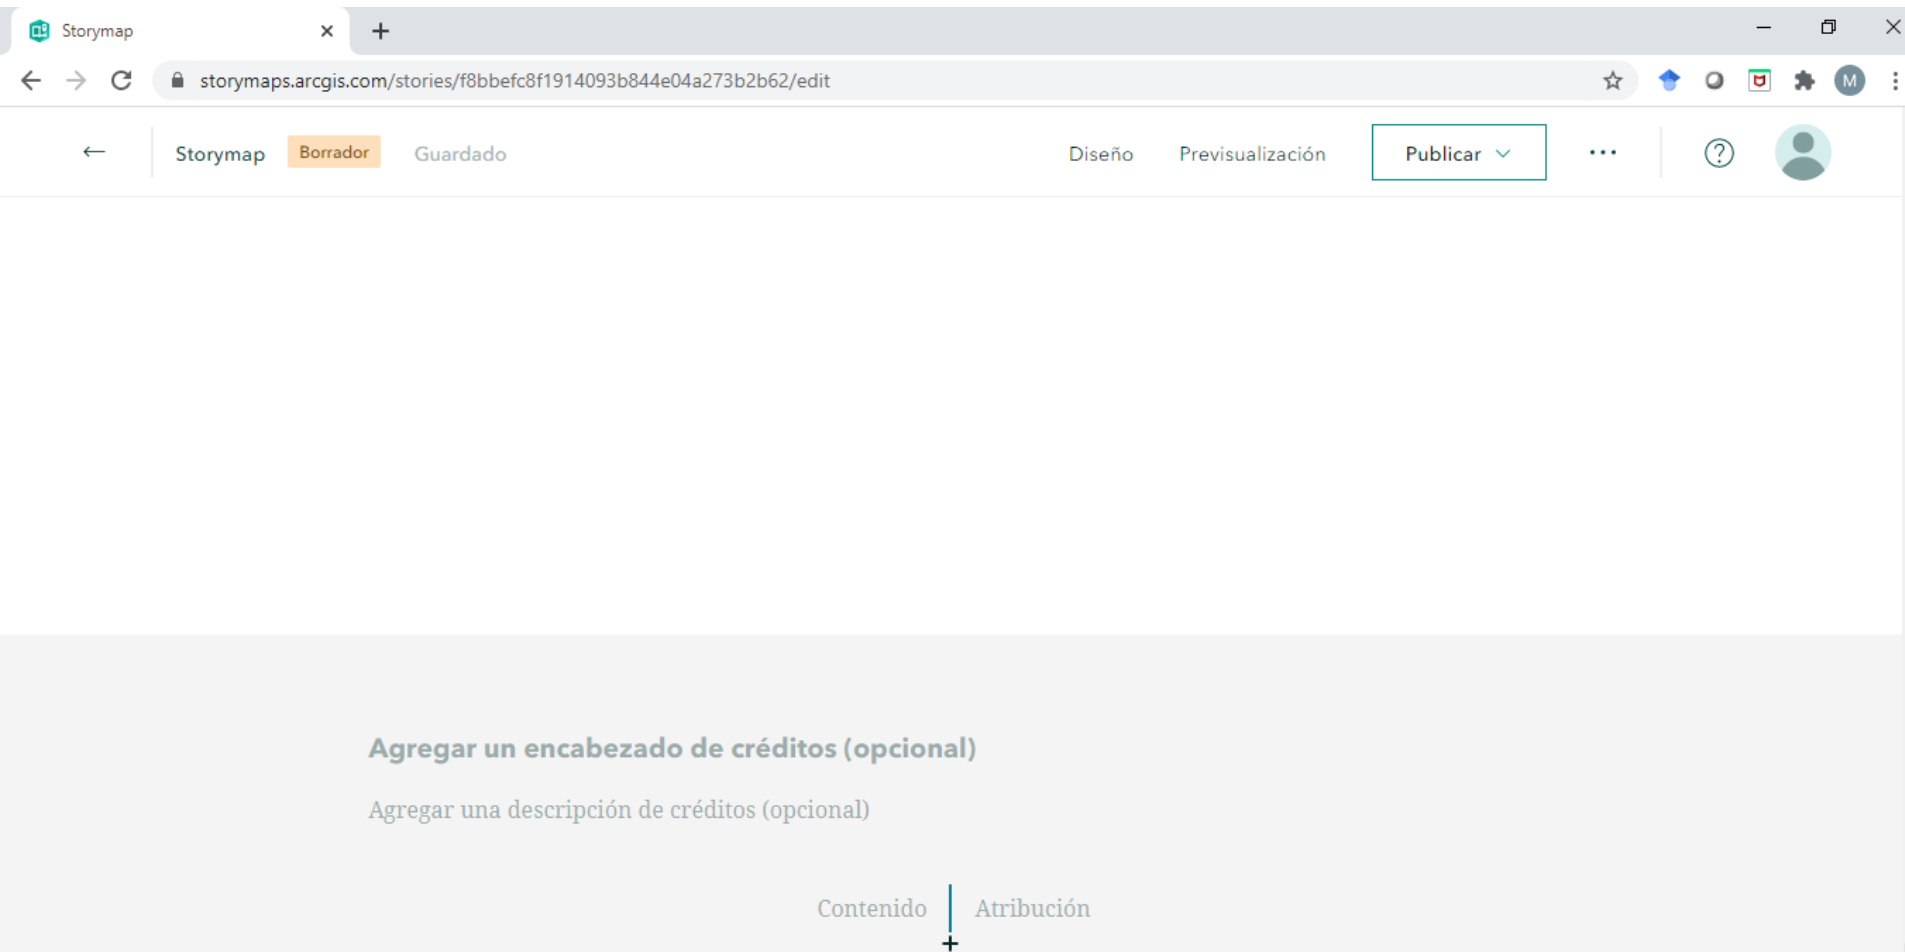 Storymap
storymaps.arcgis.com/stories/f8bbefc8f1914093b844e04a273b2b62/edit
M
Storymap Borrador Guardado Diseño Previsualización Publicar
Agregar un encabezado de créditos (opcional)
Agregar una descripción de créditos (opcional)
Contenido Atribución